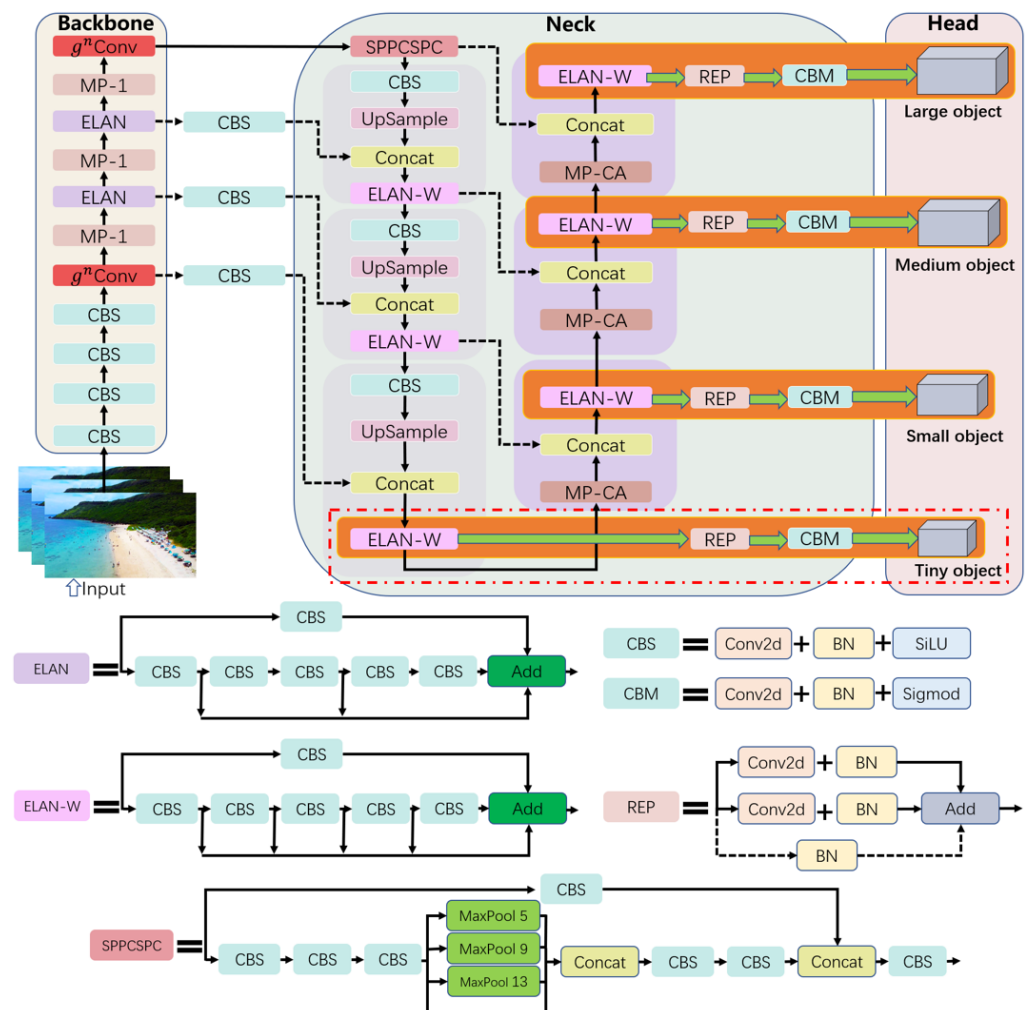 Backbone
Neck
Head
gⁿConv
MP-1
ELAN
MP-1
ELAN
MP-1
gⁿConv
CBS
CBS
CBS
CBS
Input
CBS
CBS
CBS
SPPCSPC
CBS
UpSample
Concat
ELAN-W
CBS
UpSample
Concat
ELAN-W
CBS
UpSample
Concat
ELAN-W
REP
CBM
Tiny object
ELAN-W
REP
CBM
Large object
Concat
MP-CA
ELAN-W
REP
CBM
Medium object
Concat
MP-CA
ELAN-W
REP
CBM
Small object
Concat
MP-CA
ELAN
=
CBS
CBS
CBS
CBS
CBS
CBS
Add
CBS = Conv2d + BN + SiLU
CBM = Conv2d + BN + Sigmod
ELAN-W
=
CBS
CBS
CBS
CBS
CBS
CBS
Add
REP
=
Conv2d + BN
Conv2d + BN
BN
Add
SPPCSPC
=
CBS
CBS
CBS
CBS
MaxPool 5
MaxPool 9
MaxPool 13
Concat
CBS
CBS
Concat
CBS